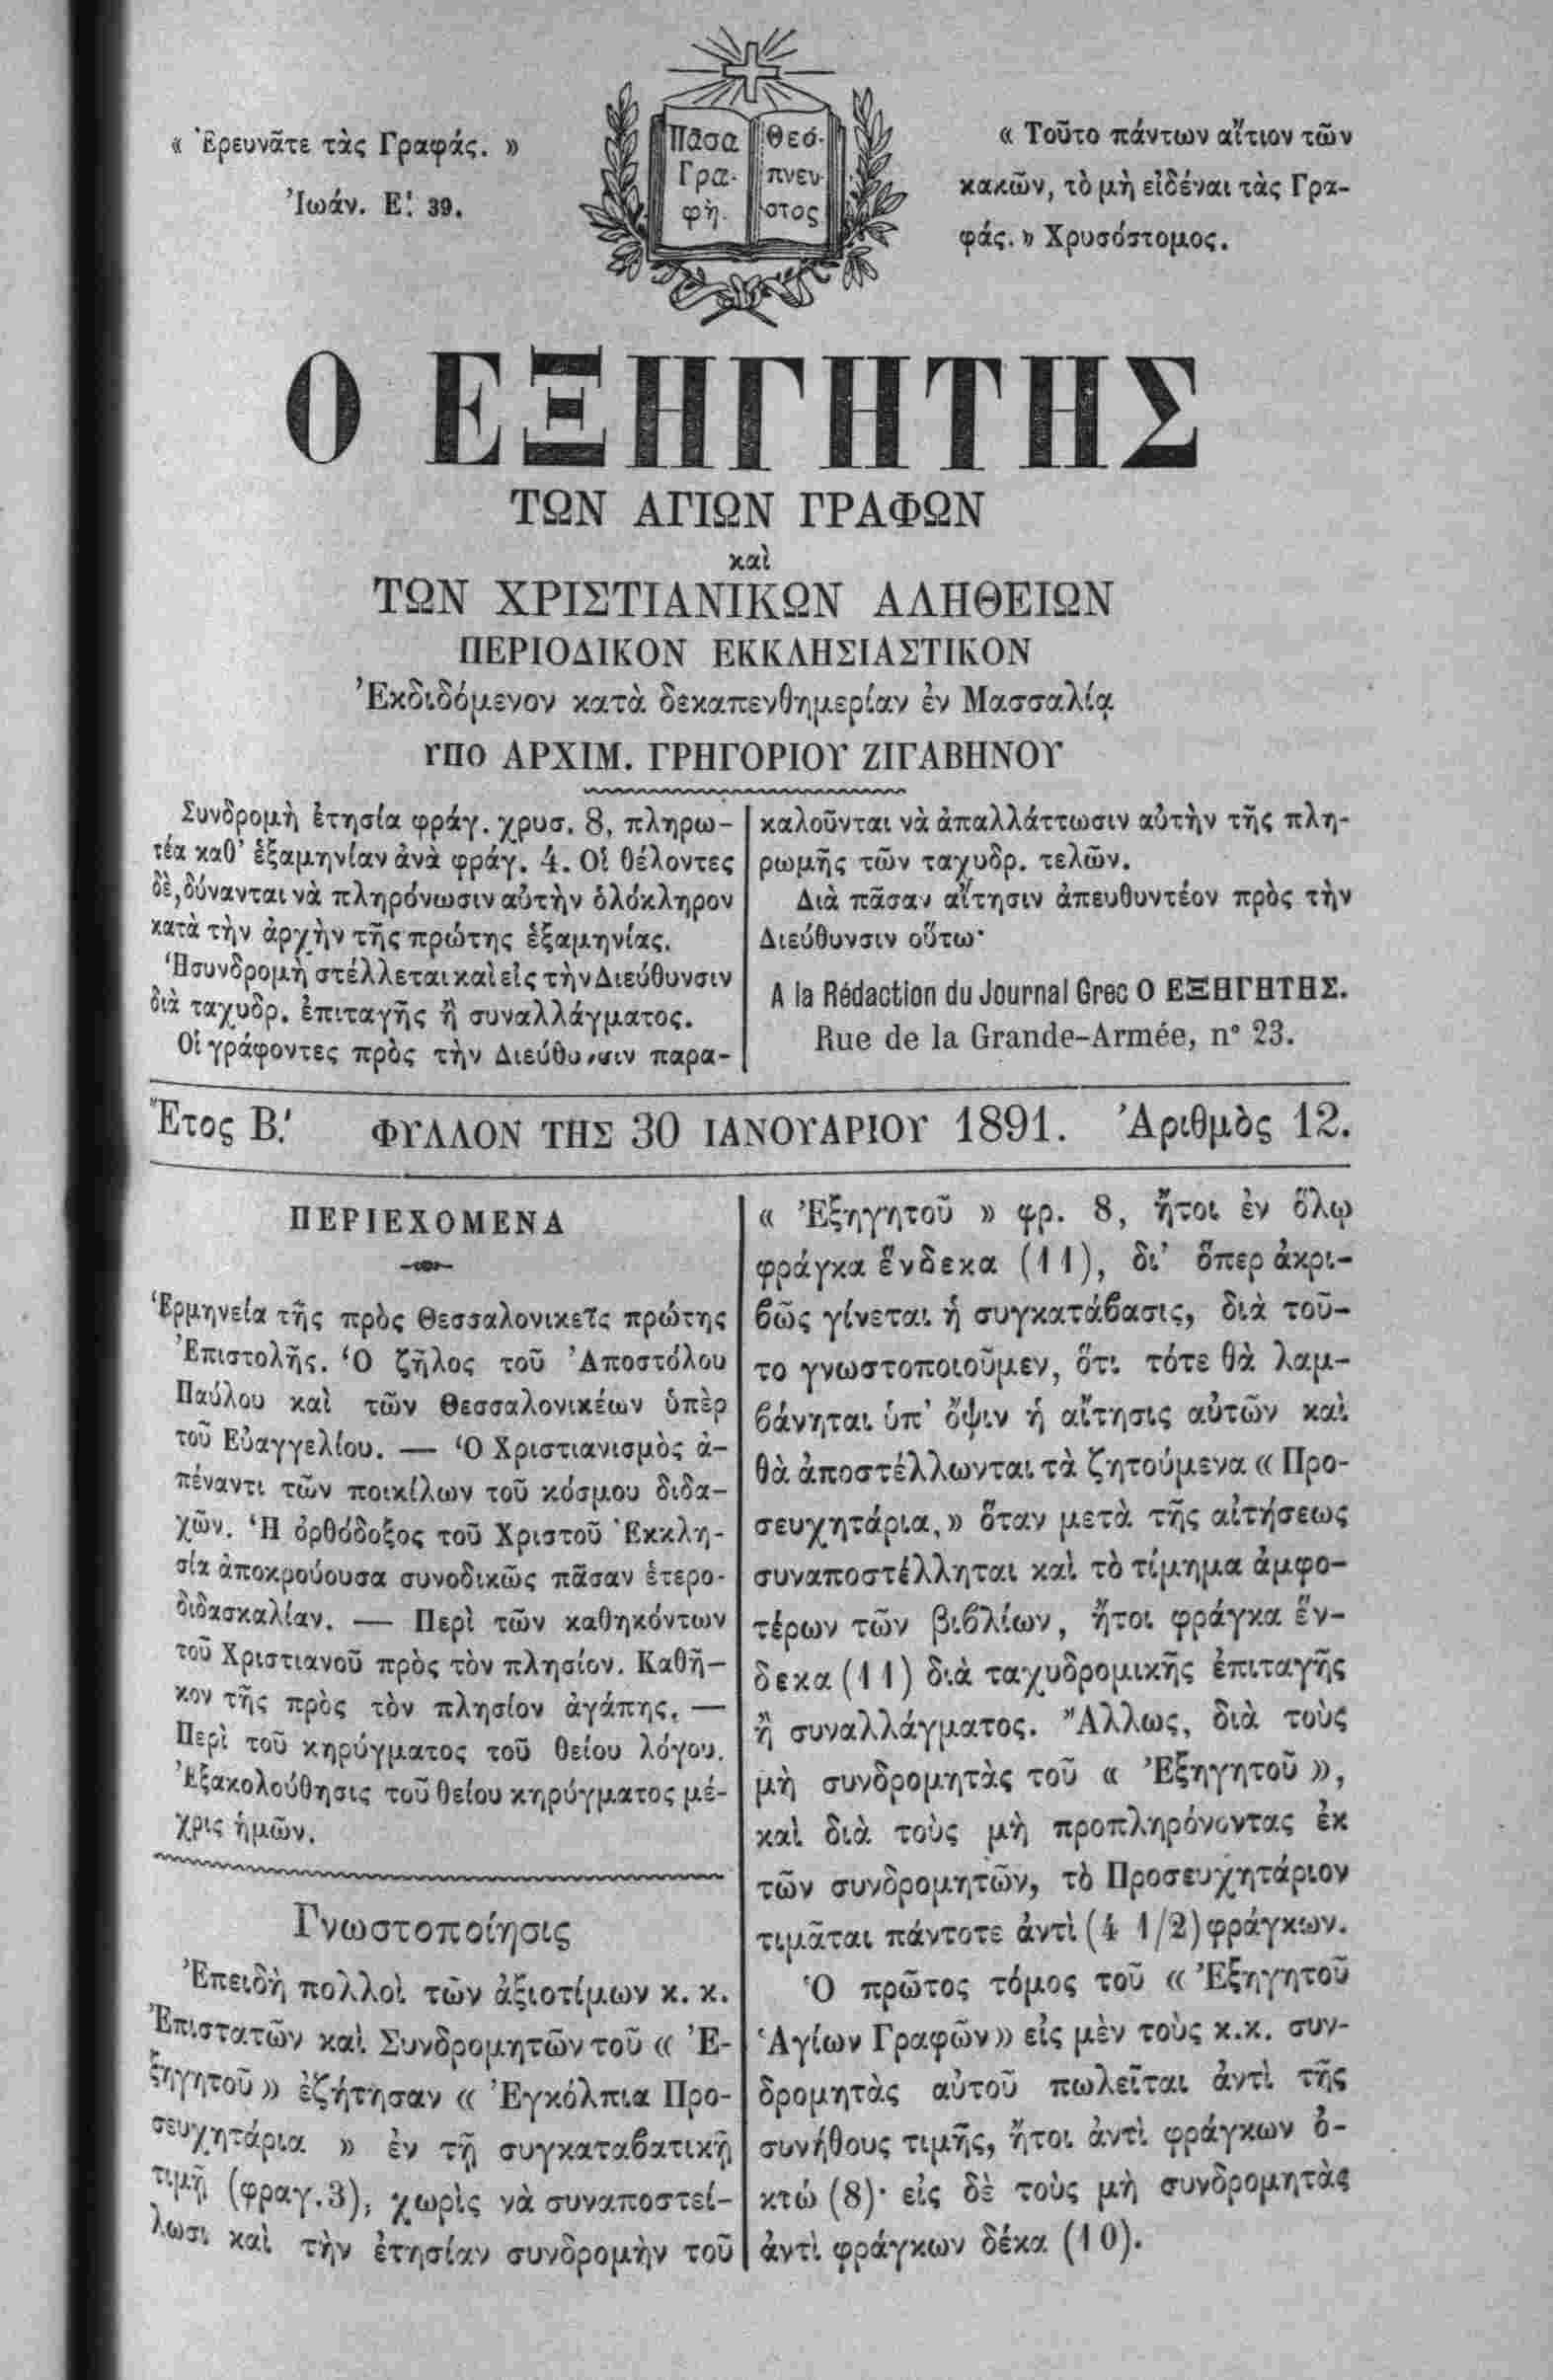 « Ἐρευνᾶτε τὰς Γραφάς. »
Ἰωάν. Ε΄. 39.
Πᾶσα
Γρα-
φὴ.
Θεό-
πνευ-
στος
« Τοῦτο πάντων αἴτιον τῶν
κακῶν, τὸ μὴ εἰδέναι τὰς Γρα-
φάς. » Χρυσόστομος.
Ο ΕΞΗΓΗΤΗΣ
ΤΩΝ ΑΓΙΩΝ ΓΡΑΦΩΝ
καὶ
ΤΩΝ ΧΡΙΣΤΙΑΝΙΚΩΝ ΑΛΗΘΕΙΩΝ
ΠΕΡΙΟΔΙΚΟΝ ΕΚΚΛΗΣΙΑΣΤΙΚΟΝ
Ἐκδιδόμενον κατὰ δεκαπενθημερίαν ἐν Μασσαλίᾳ
ΥΠΟ ΑΡΧΙΜ. ΓΡΗΓΟΡΙΟΥ ΖΙΓΑΒΗΝΟΥ
Συνδρομὴ ἐτησία φράγ. χρυσ. 8, πληρω-
τέα καθ' ἑξαμηνίαν ἀνὰ φράγ. 4. Οἱ θέλοντες
δὲ, δύνανται νὰ πληρόνωσιν αὐτὴν ὁλόκληρον
κατὰ τὴν ἀρχὴν τῆς πρώτης ἑξαμηνίας.
Ἡ συνδρομὴ στέλλεται καὶ εἰς τὴν Διεύθυνσιν
διὰ ταχυδρ. ἐπιταγῆς ἢ συναλλάγματος.
Οἱ γράφοντες πρὸς τὴν Διεύθυνσιν παρα-
καλοῦνται νὰ ἀπαλλάττωσιν αὐτὴν τῆς πλη-
ρωμῆς τῶν ταχυδρ. τελῶν.
Διὰ πᾶσαν αἴτησιν ἀπευθυντέον πρὸς τὴν
Διεύθυνσιν οὕτω·
A la Rédaction du Journal Grec Ο ΕΞΗΓΗΤΗΣ.
Rue de la Grande-Armée, n° 23.
Ἔτος Β΄. ΦΥΛΛΟΝ ΤΗΣ 30 ΙΑΝΟΥΑΡΙΟΥ 1891. Ἀριθμὸς 12.
ΠΕΡΙΕΧΟΜΕΝΑ
Ἑρμηνεία τῆς πρὸς Θεσσαλονικεῖς πρώτης
Ἐπιστολῆς. Ὁ ζῆλος τοῦ Ἀποστόλου
Παύλου καὶ τῶν Θεσσαλονικέων ὑπὲρ
τοῦ Εὐαγγελίου. — Ὁ Χριστιανισμὸς ἀ-
πέναντι τῶν ποικίλων τοῦ κόσμου διδα-
χῶν. Ἡ ὀρθόδοξος τοῦ Χριστοῦ Ἐκκλη-
σία ἀποκρούουσα συνοδικῶς πᾶσαν ἑτερο-
διδασκαλίαν. — Περὶ τῶν καθηκόντων
τοῦ Χριστιανοῦ πρὸς τὸν πλησίον. Καθῆ-
κον τῆς πρὸς τὸν πλησίον ἀγάπης. —
Περὶ τοῦ κηρύγματος τοῦ θείου λόγου.
Ἐξακολούθησις τοῦ θείου κηρύγματος μέ-
χρις ἡμῶν.
Γνωστοποίησις
Ἐπειδὴ πολλοὶ τῶν ἀξιοτίμων κ. κ.
Ἐπιστατῶν καὶ Συνδρομητῶν τοῦ « Ἐ-
ξηγητοῦ » ἐζήτησαν « Ἐγκόλπια Προ-
σευχητάρια » ἐν τῇ συγκαταβατικῇ
τιμῇ (φραγ. 3), χωρὶς νὰ συναποστεί-
λωσι καὶ τὴν ἐτησίαν συνδρομὴν τοῦ
« Ἐξηγητοῦ » φρ. 8, ἤτοι ἐν ὅλῳ
φράγκα ἕνδεκα (11), δι' ὅπερ ἀκρι-
βῶς γίνεται ἡ συγκατάβασις, διὰ τοῦ-
το γνωστοποιοῦμεν, ὅτι τότε θὰ λαμ-
βάνηται ὑπ' ὄψιν ἡ αἴτησις αὐτῶν καὶ
θὰ ἀποστέλλωνται τὰ ζητούμενα « Προ-
σευχητάρια, » ὅταν μετὰ τῆς αἰτήσεως
συναποστέλληται καὶ τὸ τίμημα ἀμφο-
τέρων τῶν βιβλίων, ἤτοι φράγκα ἕν-
δεκα (11) διὰ ταχυδρομικῆς ἐπιταγῆς
ἢ συναλλάγματος. Ἄλλως, διὰ τοὺς
μὴ συνδρομητὰς τοῦ « Ἐξηγητοῦ »,
καὶ διὰ τοὺς μὴ προπληρόνοντας ἐκ
τῶν συνδρομητῶν, τὸ Προσευχητάριον
τιμᾶται πάντοτε ἀντὶ (4 1/2) φράγκων.
Ὁ πρῶτος τόμος τοῦ « Ἐξηγητοῦ
Ἁγίων Γραφῶν » εἰς μὲν τοὺς κ.κ. συν-
δρομητὰς αὐτοῦ πωλεῖται ἀντὶ τῆς
συνήθους τιμῆς, ἤτοι ἀντὶ φράγκων ὀ-
κτώ (8)· εἰς δὲ τοὺς μὴ συνδρομητὰς
ἀντὶ φράγκων δέκα (10).